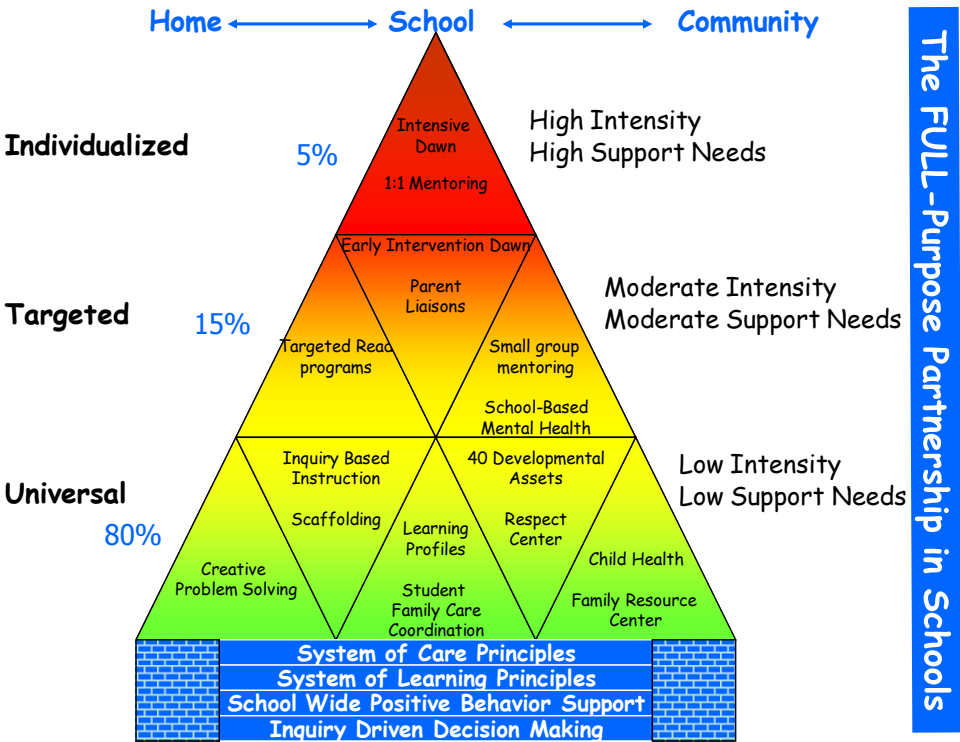 Home School Community
Individualized
5%
Intensive
Dawn
1:1 Mentoring
High Intensity
High Support Needs
Early Intervention Dawn
Parent
Liaisons
Targeted
15%
Targeted Read
programs
Small group
mentoring
School-Based
Mental Health
Moderate Intensity
Moderate Support Needs
Universal
80%
Inquiry Based
Instruction
Scaffolding
Creative
Problem Solving
Learning
Profiles
Student
Family Care
Coordination
40 Developmental
Assets
Respect
Center
Child Health
Family Resource
Center
Low Intensity
Low Support Needs
System of Care Principles
System of Learning Principles
School Wide Positive Behavior Support
Inquiry Driven Decision Making
The FULL-Purpose Partnership in Schools